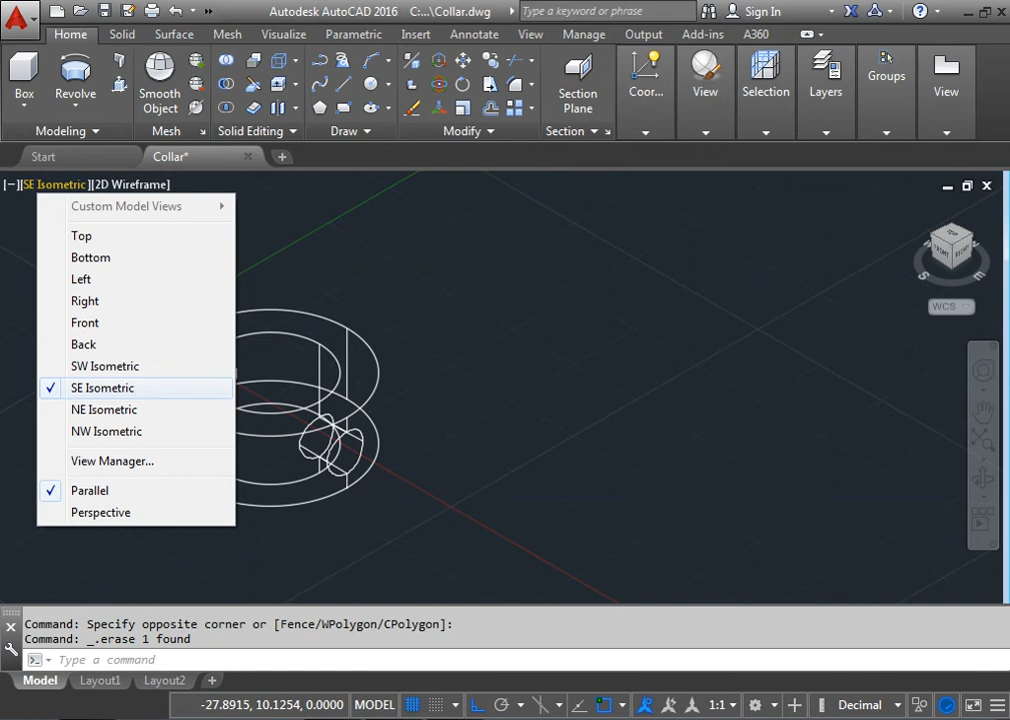 Autodesk AutoCAD 2016 C:\...\Collar.dwg Type a keyword or phrase Sign In
Home Solid Surface Mesh Visualize Parametric Insert Annotate View Manage Output Add-ins A360
Box Revolve Smooth Object Section Plane Coor... View Selection Layers Groups View
Modeling Mesh Solid Editing Draw Modify Section
Start Collar*
[−][SE Isometric][2D Wireframe]
Custom Model Views
Top
Bottom
Left
Right
Front
Back
SW Isometric
SE Isometric
NE Isometric
NW Isometric
View Manager...
Parallel
Perspective
TOP
FRONT RIGHT
S E
WCS
Command: Specify opposite corner or [Fence/WPolygon/CPolygon]:
Command: _.erase 1 found
Type a command
Model Layout1 Layout2
-27.8915, 10.1254, 0.0000 MODEL 1:1 Decimal